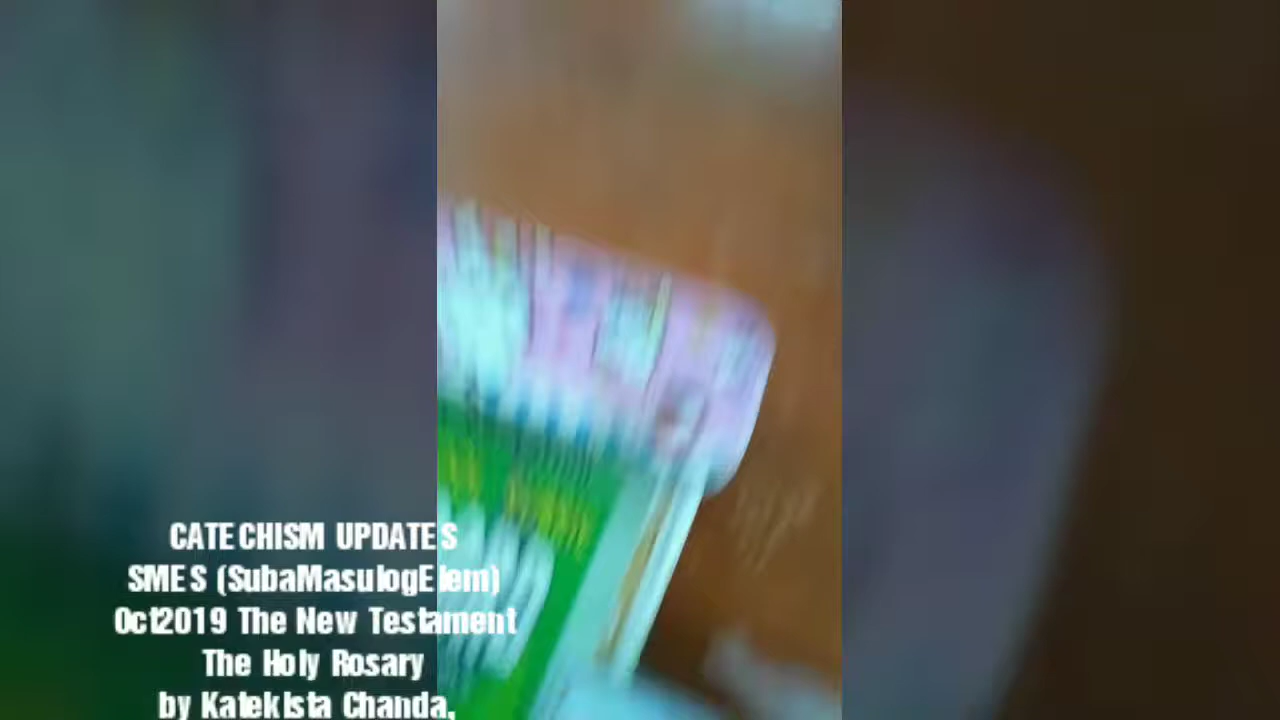 CATECHISM UPDATES
SMES (SubaMasulogElem)
Oct2019 The New Testament
The Holy Rosary
by Katekista Chanda,